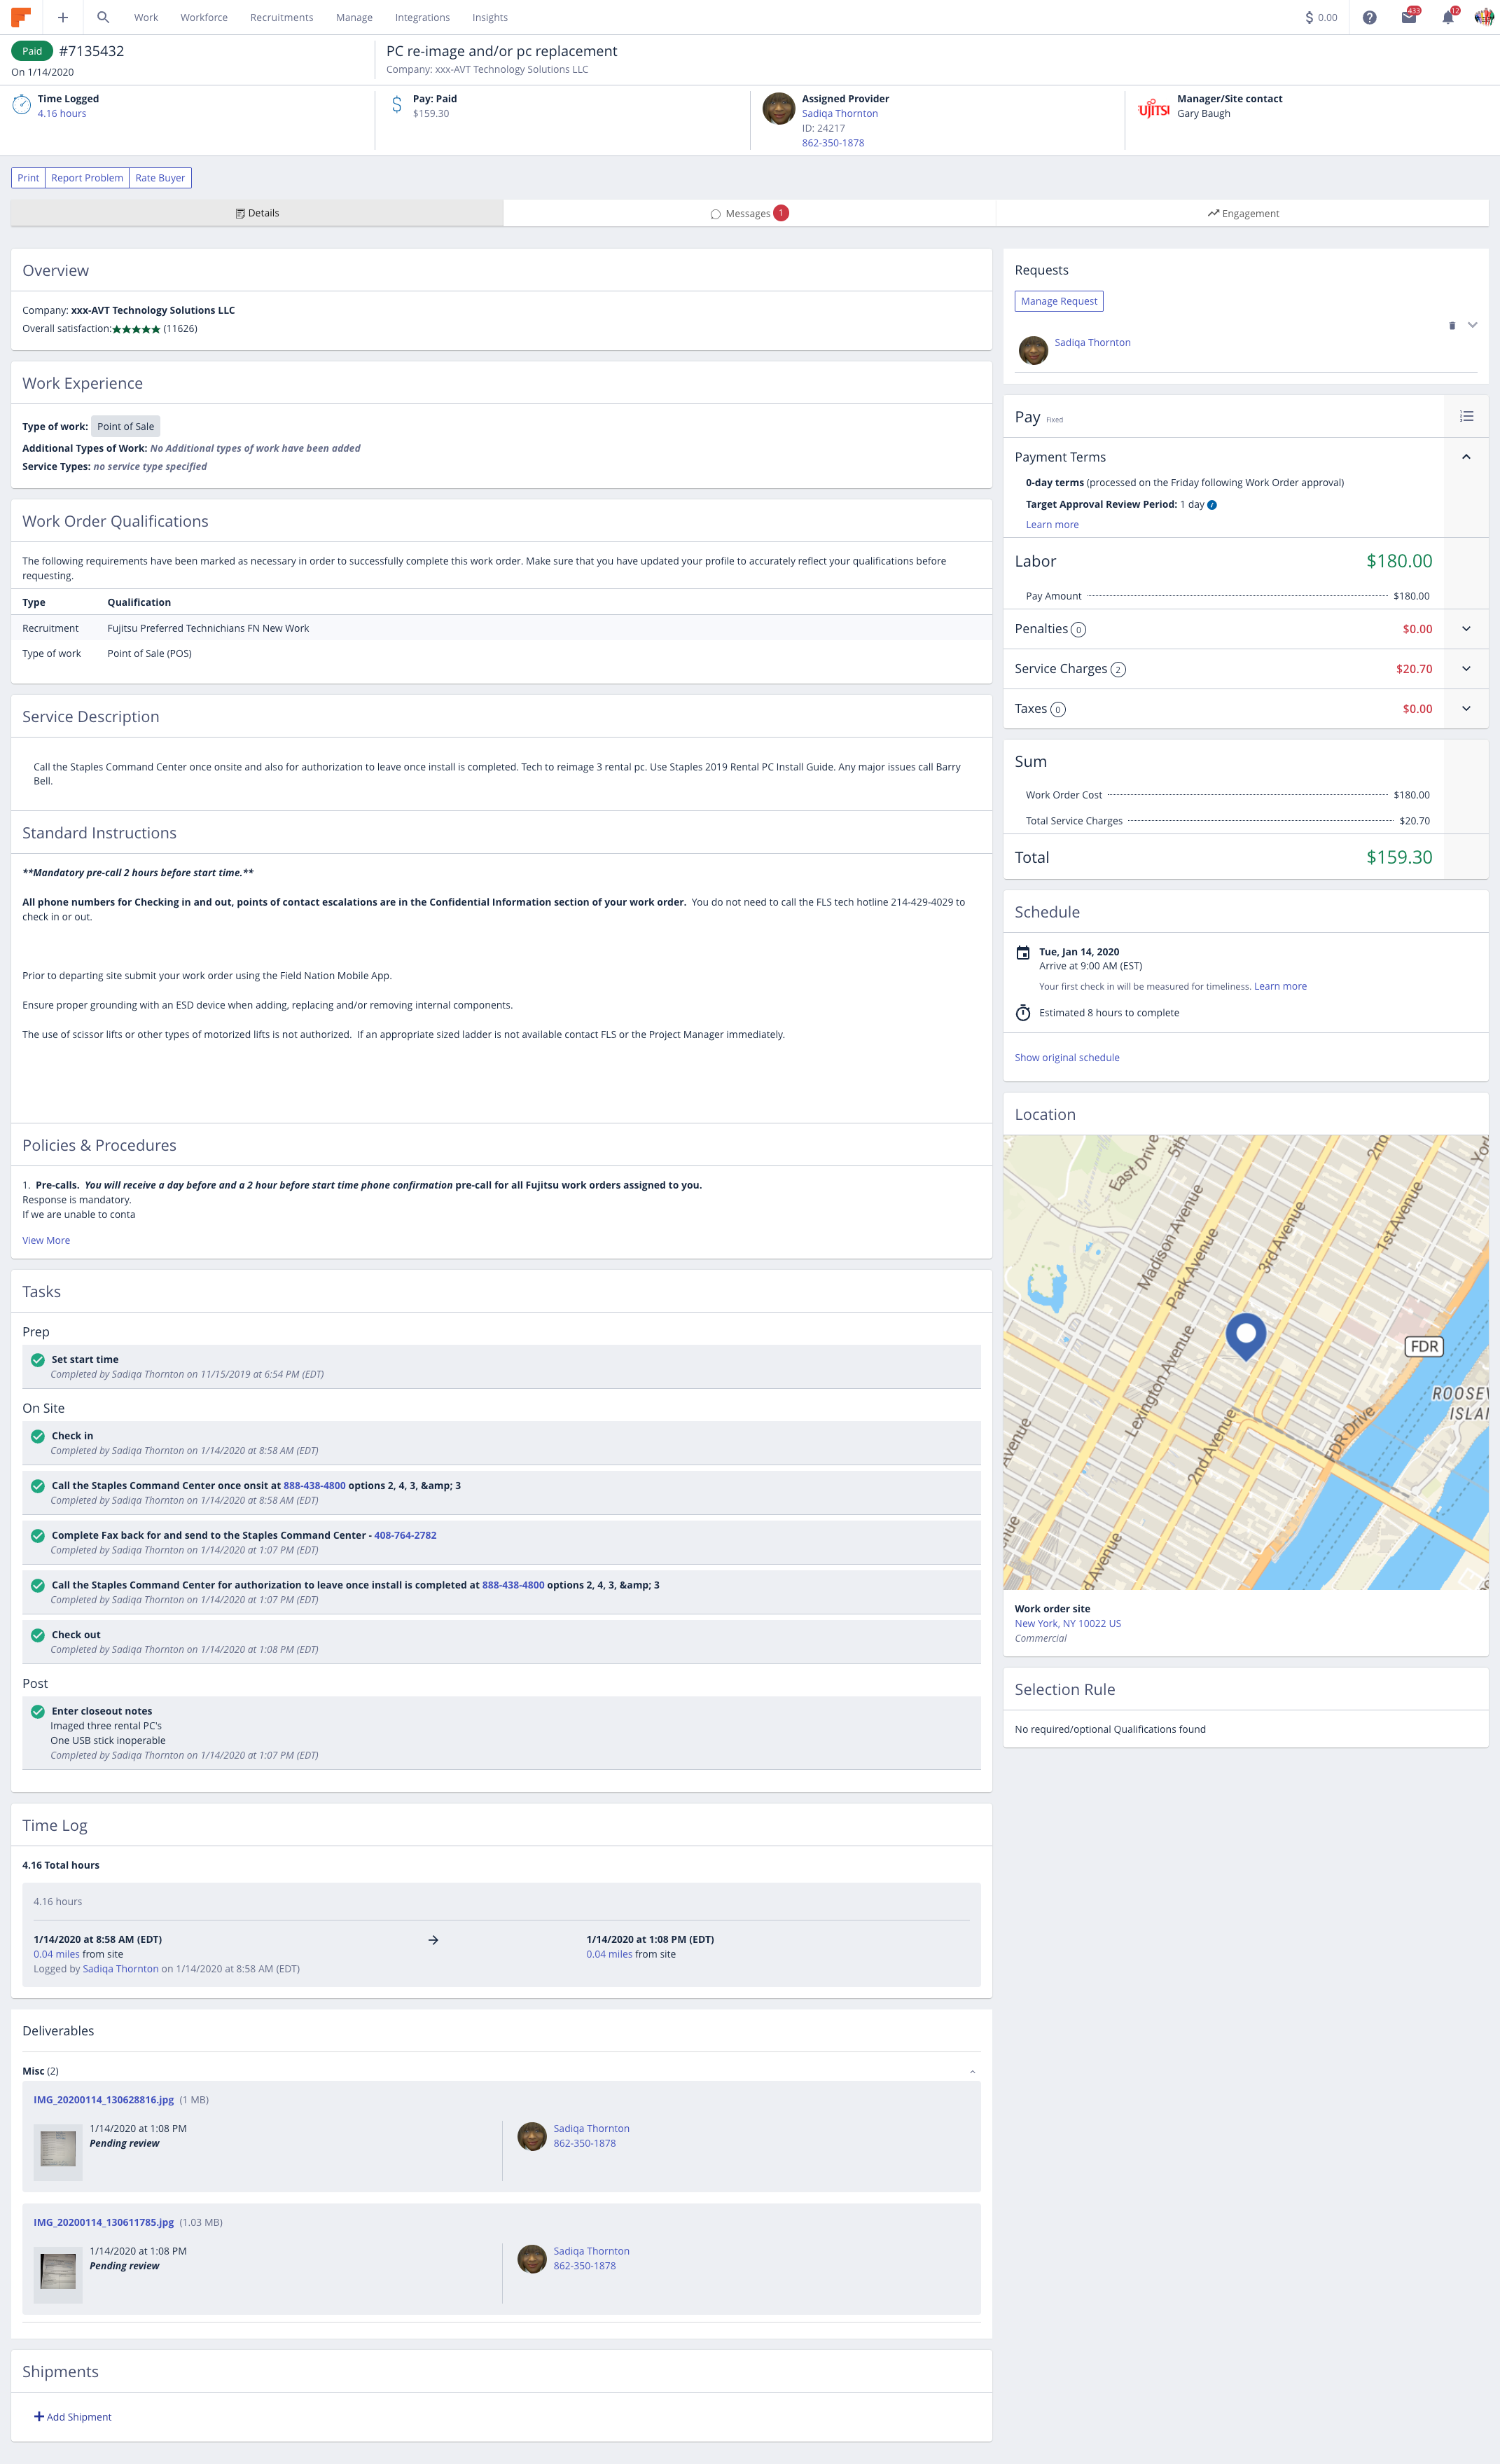 Work Workforce Recruitments Manage Integrations Insights
$ 0.00
433
12
Paid #7135432
On 1/14/2020
PC re-image and/or pc replacement
Company: xxx-AVT Technology Solutions LLC
Time Logged
4.16 hours
Pay: Paid
$159.30
Assigned Provider
Sadiqa Thornton
ID: 24217
862-350-1878
UJITSI
Manager/Site contact
Gary Baugh
Print Report Problem Rate Buyer
Details
Messages 1
Engagement
Overview
Company: xxx-AVT Technology Solutions LLC
Overall satisfaction:★★★★★ (11626)
Work Experience
Type of work: Point of Sale
Additional Types of Work: No Additional types of work have been added
Service Types: no service type specified
Work Order Qualifications
The following requirements have been marked as necessary in order to successfully complete this work order. Make sure that you have updated your profile to accurately reflect your qualifications before
requesting.
Type Qualification
Recruitment Fujitsu Preferred Technichians FN New Work
Type of work Point of Sale (POS)
Service Description
Call the Staples Command Center once onsite and also for authorization to leave once install is completed. Tech to reimage 3 rental pc. Use Staples 2019 Rental PC Install Guide. Any major issues call Barry
Bell.
Standard Instructions
**Mandatory pre-call 2 hours before start time.**
All phone numbers for Checking in and out, points of contact escalations are in the Confidential Information section of your work order. You do not need to call the FLS tech hotline 214-429-4029 to
check in or out.
Prior to departing site submit your work order using the Field Nation Mobile App.
Ensure proper grounding with an ESD device when adding, replacing and/or removing internal components.
The use of scissor lifts or other types of motorized lifts is not authorized. If an appropriate sized ladder is not available contact FLS or the Project Manager immediately.
Policies & Procedures
1. Pre-calls. You will receive a day before and a 2 hour before start time phone confirmation pre-call for all Fujitsu work orders assigned to you.
Response is mandatory.
If we are unable to conta
View More
Tasks
Prep
Set start time
Completed by Sadiqa Thornton on 11/15/2019 at 6:54 PM (EDT)
On Site
Check in
Completed by Sadiqa Thornton on 1/14/2020 at 8:58 AM (EDT)
Call the Staples Command Center once onsit at 888-438-4800 options 2, 4, 3, &amp; 3
Completed by Sadiqa Thornton on 1/14/2020 at 8:58 AM (EDT)
Complete Fax back for and send to the Staples Command Center - 408-764-2782
Completed by Sadiqa Thornton on 1/14/2020 at 1:07 PM (EDT)
Call the Staples Command Center for authorization to leave once install is completed at 888-438-4800 options 2, 4, 3, &amp; 3
Completed by Sadiqa Thornton on 1/14/2020 at 1:07 PM (EDT)
Check out
Completed by Sadiqa Thornton on 1/14/2020 at 1:08 PM (EDT)
Post
Enter closeout notes
Imaged three rental PC's
One USB stick inoperable
Completed by Sadiqa Thornton on 1/14/2020 at 1:07 PM (EDT)
Time Log
4.16 Total hours
4.16 hours
1/14/2020 at 8:58 AM (EDT) → 1/14/2020 at 1:08 PM (EDT)
0.04 miles from site 0.04 miles from site
Logged by Sadiqa Thornton on 1/14/2020 at 8:58 AM (EDT)
Deliverables
Misc (2)
IMG_20200114_130628816.jpg (1 MB)
1/14/2020 at 1:08 PM
Pending review
Sadiqa Thornton
862-350-1878
IMG_20200114_130611785.jpg (1.03 MB)
1/14/2020 at 1:08 PM
Pending review
Sadiqa Thornton
862-350-1878
Shipments
+ Add Shipment
Requests
Manage Request
Sadiqa Thornton
Pay Fixed
Payment Terms
0-day terms (processed on the Friday following Work Order approval)
Target Approval Review Period: 1 day
Learn more
Labor $180.00
Pay Amount $180.00
Penalties 0 $0.00
Service Charges 2 $20.70
Taxes 0 $0.00
Sum
Work Order Cost $180.00
Total Service Charges $20.70
Total $159.30
Schedule
Tue, Jan 14, 2020
Arrive at 9:00 AM (EST)
Your first check in will be measured for timeliness. Learn more
Estimated 8 hours to complete
Show original schedule
Location
East Drive
5th
2nd
York
Madison Avenue
Park Avenue
3rd Avenue
1st Avenue
Lexington Avenue
2nd Avenue
FDR
FDR Drive
ROOSEV
ISLAI
Avenue
nue
d Avenue
Work order site
New York, NY 10022 US
Commercial
Selection Rule
No required/optional Qualifications found